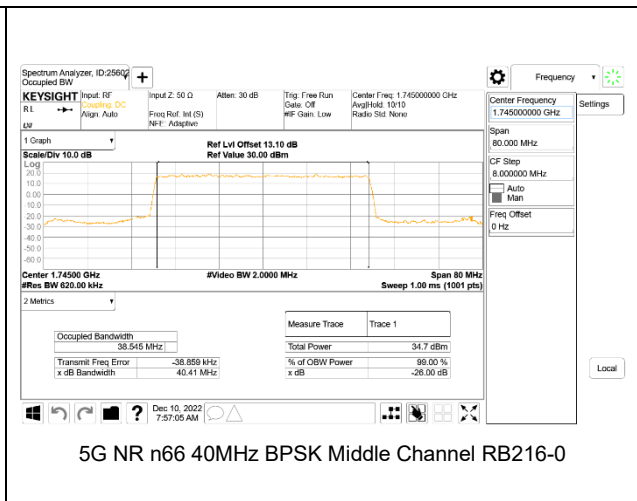 Spectrum Analyzer, ID:25602
Occupied BW
Frequency
KEYSIGHT Input: RF Input Z: 50 Ω Atten: 30 dB Trig: Free Run Center Freq: 1.745000000 GHz
R L Coupling: DC Gate: Off Avg|Hold: 10/10
Align: Auto Freq Ref: Int (S) #IF Gain: Low Radio Std: None
NFE: Adaptive
Center Frequency
1.745000000 GHz
Settings
Span
80.000 MHz
CF Step
8.000000 MHz
Auto
Man
Freq Offset
0 Hz
Local
1 Graph
Ref Lvl Offset 13.10 dB
Scale/Div 10.0 dB Ref Value 30.00 dBm
Log
20.0
10.0
0.00
-10.0
-20.0
-30.0
-40.0
-50.0
-60.0
Center 1.74500 GHz #Video BW 2.0000 MHz Span 80 MHz
#Res BW 620.00 kHz Sweep 1.00 ms (1001 pts)
2 Metrics
Measure Trace Trace 1
Occupied Bandwidth
38.545 MHz Total Power 34.7 dBm
Transmit Freq Error -38.859 kHz % of OBW Power 99.00 %
x dB Bandwidth 40.41 MHz x dB -26.00 dB
Dec 10, 2022
7:57:05 AM
5G NR n66 40MHz BPSK Middle Channel RB216-0